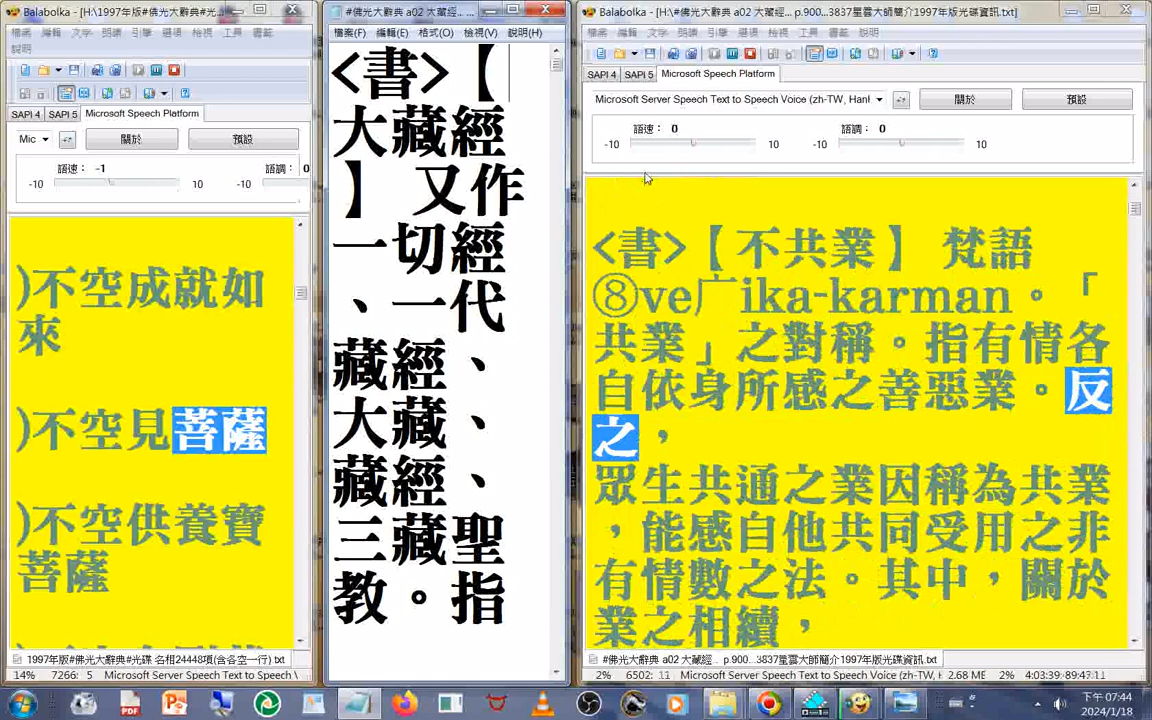 Balabolka - [H:\1997年版#佛光大辭典#光...
檔案 編輯 文字 朗讀 引擎 選項 檢視 工具 書籤
說明
SAPI 4 SAPI 5 Microsoft Speech Platform
Mic 關於 預設
語速： -1 語調： 0
-10 10 -10
)不空成就如
來
)不空見菩薩
)不空供養寶
菩薩
1997年版#佛光大辭典#光碟 名相24448項(含各空一行).txt
14% 7266: 5 Microsoft Server Speech Text to Speech \
#佛光大辭典 a02 大藏經... ...
檔案(F) 編輯(E) 格式(O) 檢視(V) 說明(H)
<書>【
大藏經
】 又作
一切經
、一代
藏經、
大藏、
藏經、
三藏聖
教。指
Balabolka - [H:\#佛光大辭典 a02 大藏經... p.900...3837星雲大師簡介1997年版光碟資訊.txt]
檔案 編輯 文字 朗讀 引擎 選項 檢視 工具 書籤 說明
SAPI 4 SAPI 5 Microsoft Speech Platform
Microsoft Server Speech Text to Speech Voice (zh-TW, Hanl 關於 預設
語速： 0 語調： 0
-10 10 -10 10
<書>【不共業】 梵語
⑧ve广ika-karman。「
共業」之對稱。指有情各
自依身所感之善惡業。反
之，
眾生共通之業因稱為共業
，能感自他共同受用之非
有情數之法。其中，關於
業之相續，
#佛光大辭典 a02 大藏經... p.900...3837星雲大師簡介1997年版光碟資訊.txt
2% 6502: 11 Microsoft Server Speech Text to Speech Voice (zh-TW, H 2.68 ME 2% 4:03:39-89:43:11
下午 07:44
2024/1/18